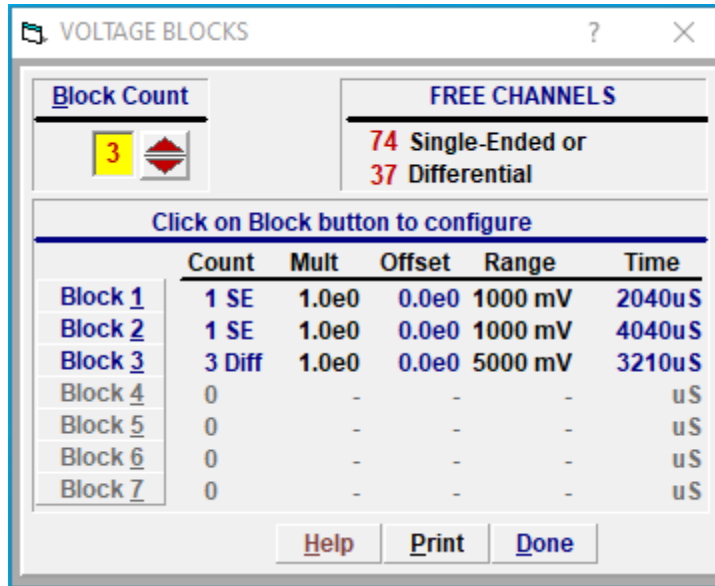 VOLTAGE BLOCKS ? ×
Block Count
3
FREE CHANNELS
74 Single-Ended or
37 Differential
Click on Block button to configure
Count Mult Offset Range Time
Block 1 1 SE 1.0e0 0.0e0 1000 mV 2040uS
Block 2 1 SE 1.0e0 0.0e0 1000 mV 4040uS
Block 3 3 Diff 1.0e0 0.0e0 5000 mV 3210uS
Block 4 0 - - - uS
Block 5 0 - - - uS
Block 6 0 - - - uS
Block 7 0 - - - uS
Help Print Done